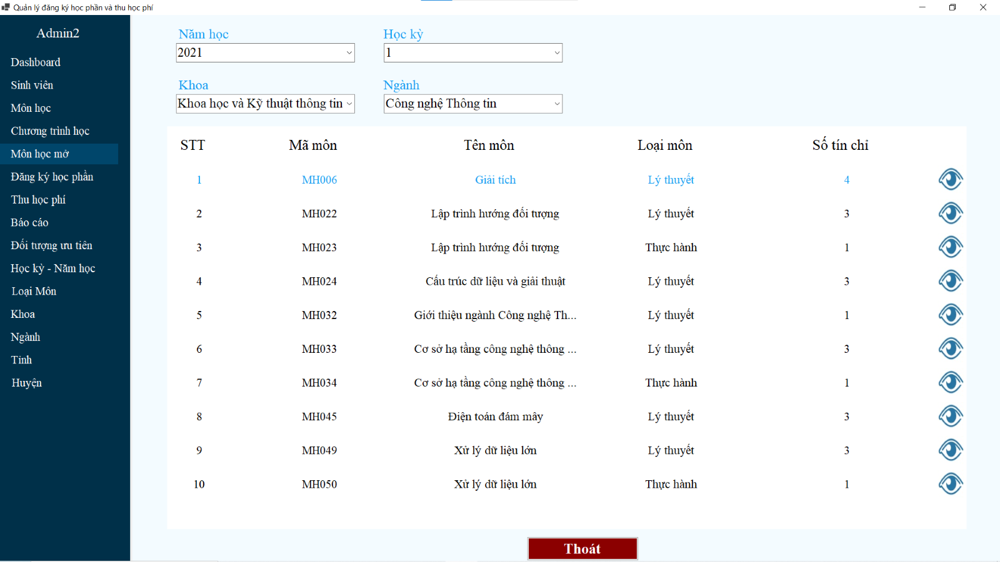 Quản lý đăng ký học phần và thu học phí
Admin2
Dashboard
Sinh viên
Môn học
Chương trình học
Môn học mở
Đăng ký học phần
Thu học phí
Báo cáo
Đối tượng ưu tiên
Học kỳ - Năm học
Loại Môn
Khoa
Ngành
Tỉnh
Huyện
Năm học Học kỳ
2021 1
Khoa Ngành
Khoa học và Kỹ thuật thông tin Công nghệ Thông tin
STT Mã môn Tên môn Loại môn Số tín chỉ
1 MH006 Giải tích Lý thuyết 4
2 MH022 Lập trình hướng đối tượng Lý thuyết 3
3 MH023 Lập trình hướng đối tượng Thực hành 1
4 MH024 Cấu trúc dữ liệu và giải thuật Lý thuyết 3
5 MH032 Giới thiệu ngành Công nghệ Th... Lý thuyết 1
6 MH033 Cơ sở hạ tầng công nghệ thông ... Lý thuyết 3
7 MH034 Cơ sở hạ tầng công nghệ thông ... Thực hành 1
8 MH045 Điện toán đám mây Lý thuyết 3
9 MH049 Xử lý dữ liệu lớn Lý thuyết 3
10 MH050 Xử lý dữ liệu lớn Thực hành 1
Thoát